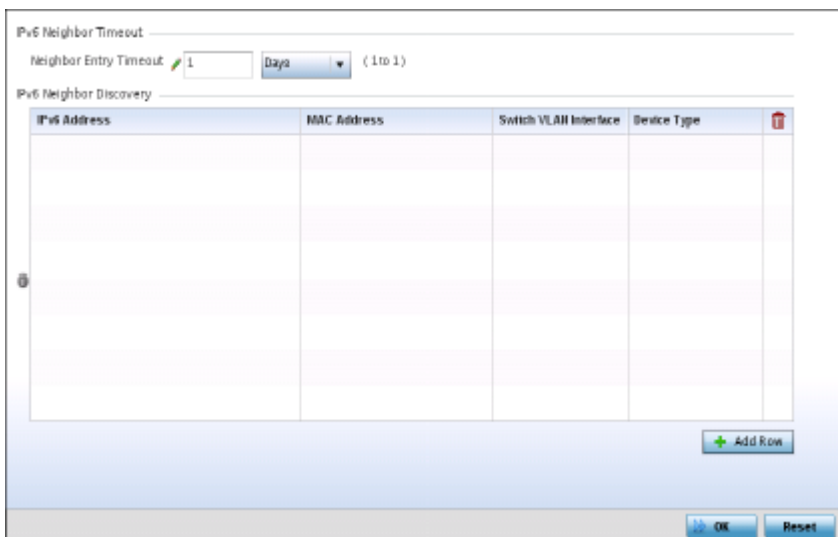 IPv6 Neighbor Timeout
Neighbor Entry Timeout 1 Days (1 to 1)
IPv6 Neighbor Discovery
IPv6 Address MAC Address Switch VLAN Interface Device Type
Add Row
OK Reset